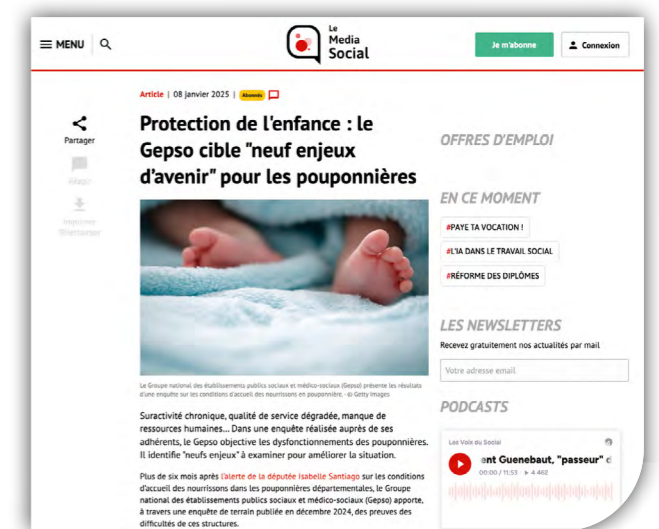 MENU
Le
Media
Social
Je m'abonne
Connexion
Article | 08 janvier 2025 | Abonnés
Partager
Réagir
Imprimer
Télécharger
Protection de l'enfance : le
Gepso cible "neuf enjeux
d'avenir" pour les pouponnières
Le Groupe national des établissements publics sociaux et médico-sociaux (Gepso) présente les résultats
d'une enquête sur les conditions d'accueil des nourrissons en pouponnière. - © Getty Images
Suractivité chronique, qualité de service dégradée, manque de
ressources humaines... Dans une enquête réalisée auprès de ses
adhérents, le Gepso objective les dysfonctionnements des pouponnières.
Il identifie "neufs enjeux" à examiner pour améliorer la situation.
Plus de six mois après l'alerte de la députée Isabelle Santiago sur les conditions
d'accueil des nourrissons dans les pouponnières départementales, le Groupe
national des établissements publics sociaux et médico-sociaux (Gepso) apporte,
à travers une enquête de terrain publiée en décembre 2024, des preuves des
difficultés de ces structures.
OFFRES D'EMPLOI
EN CE MOMENT
#PAYE TA VOCATION !
#L'IA DANS LE TRAVAIL SOCIAL
#RÉFORME DES DIPLÔMES
LES NEWSLETTERS
Recevez gratuitement nos actualités par mail
Votre adresse email
PODCASTS
Les Voix du Social
ent Guenebaut, "passeur" d
00:00 / 11:53 4 462